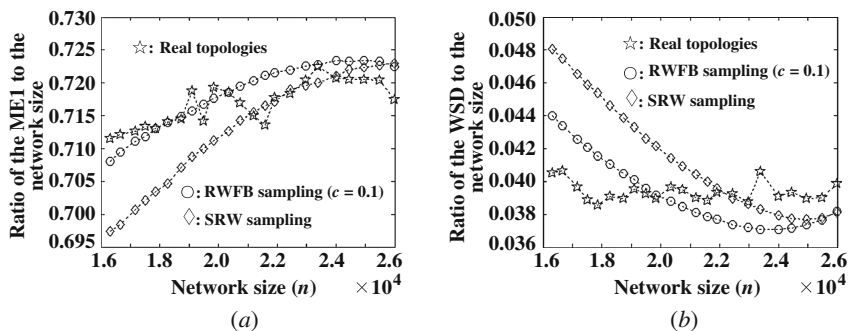 Ratio of the ME1 to the
network size
0.730
0.725
0.720
0.715
0.710
0.705
0.700
0.695
☆: Real topologies
○: RWFB sampling (c = 0.1)
◇: SRW sampling
1.6 1.8 2.0 2.2 2.4 2.6
Network size (n) × 10⁴
(a)
Ratio of the WSD to the
network size
0.050
0.048
0.046
0.044
0.042
0.040
0.038
0.036
☆: Real topologies
○: RWFB sampling (c = 0.1)
◇: SRW sampling
1.6 1.8 2.0 2.2 2.4 2.6
Network size (n) × 10⁴
(b)